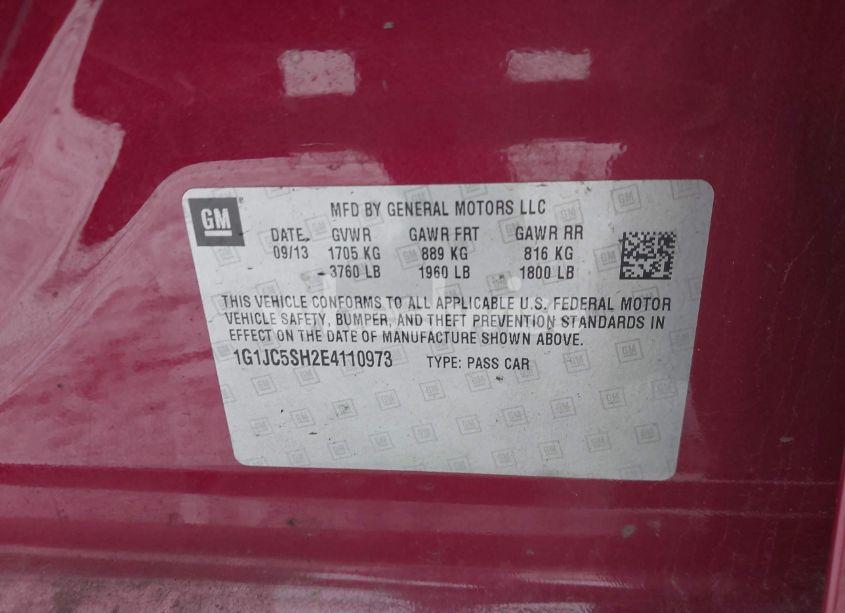 GM
MFD BY GENERAL MOTORS LLC
DATE GVWR GAWR FRT GAWR RR
09/13 1705 KG 889 KG 816 KG
3760 LB 1960 LB 1800 LB
THIS VEHICLE CONFORMS TO ALL APPLICABLE U.S. FEDERAL MOTOR
VEHICLE SAFETY, BUMPER, AND THEFT PREVENTION STANDARDS IN
EFFECT ON THE DATE OF MANUFACTURE SHOWN ABOVE.
1G1JC5SH2E4110973 TYPE: PASS CAR